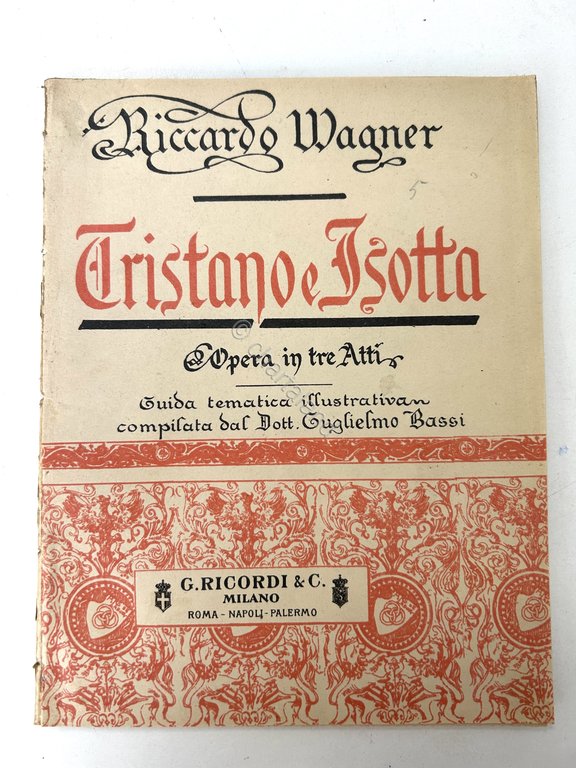 Riccardo Wagner
5
Tristano e Isotta
Opera in tre Atti
Guida tematica illustrativa
compilata dal Dott. Guglielmo Bassi
G. RICORDI & C.
MILANO
ROMA - NAPOLI - PALERMO